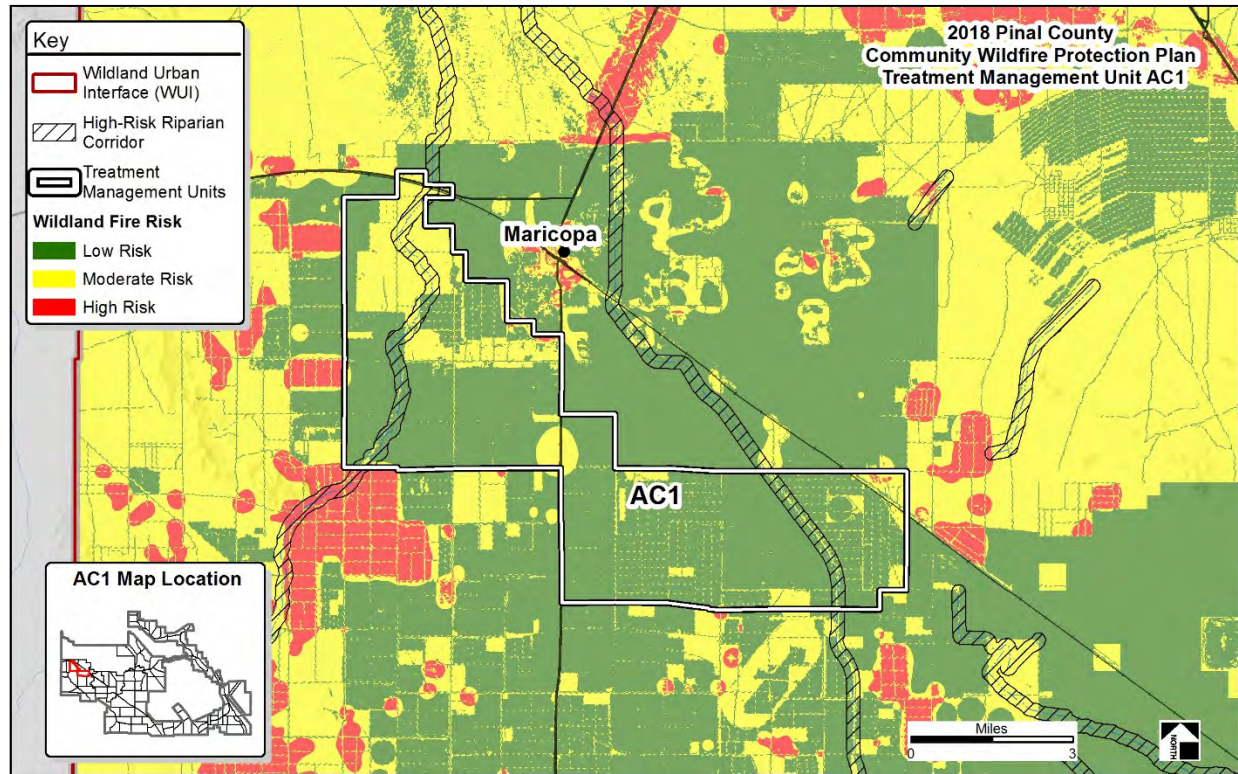 Key
Wildland Urban
Interface (WUI)
High-Risk Riparian
Corridor
Treatment
Management Units
Wildland Fire Risk
Low Risk
Moderate Risk
High Risk
2018 Pinal County
Community Wildfire Protection Plan
Treatment Management Unit AC1
Maricopa
AC1
AC1 Map Location
Miles
0 3
NORTH